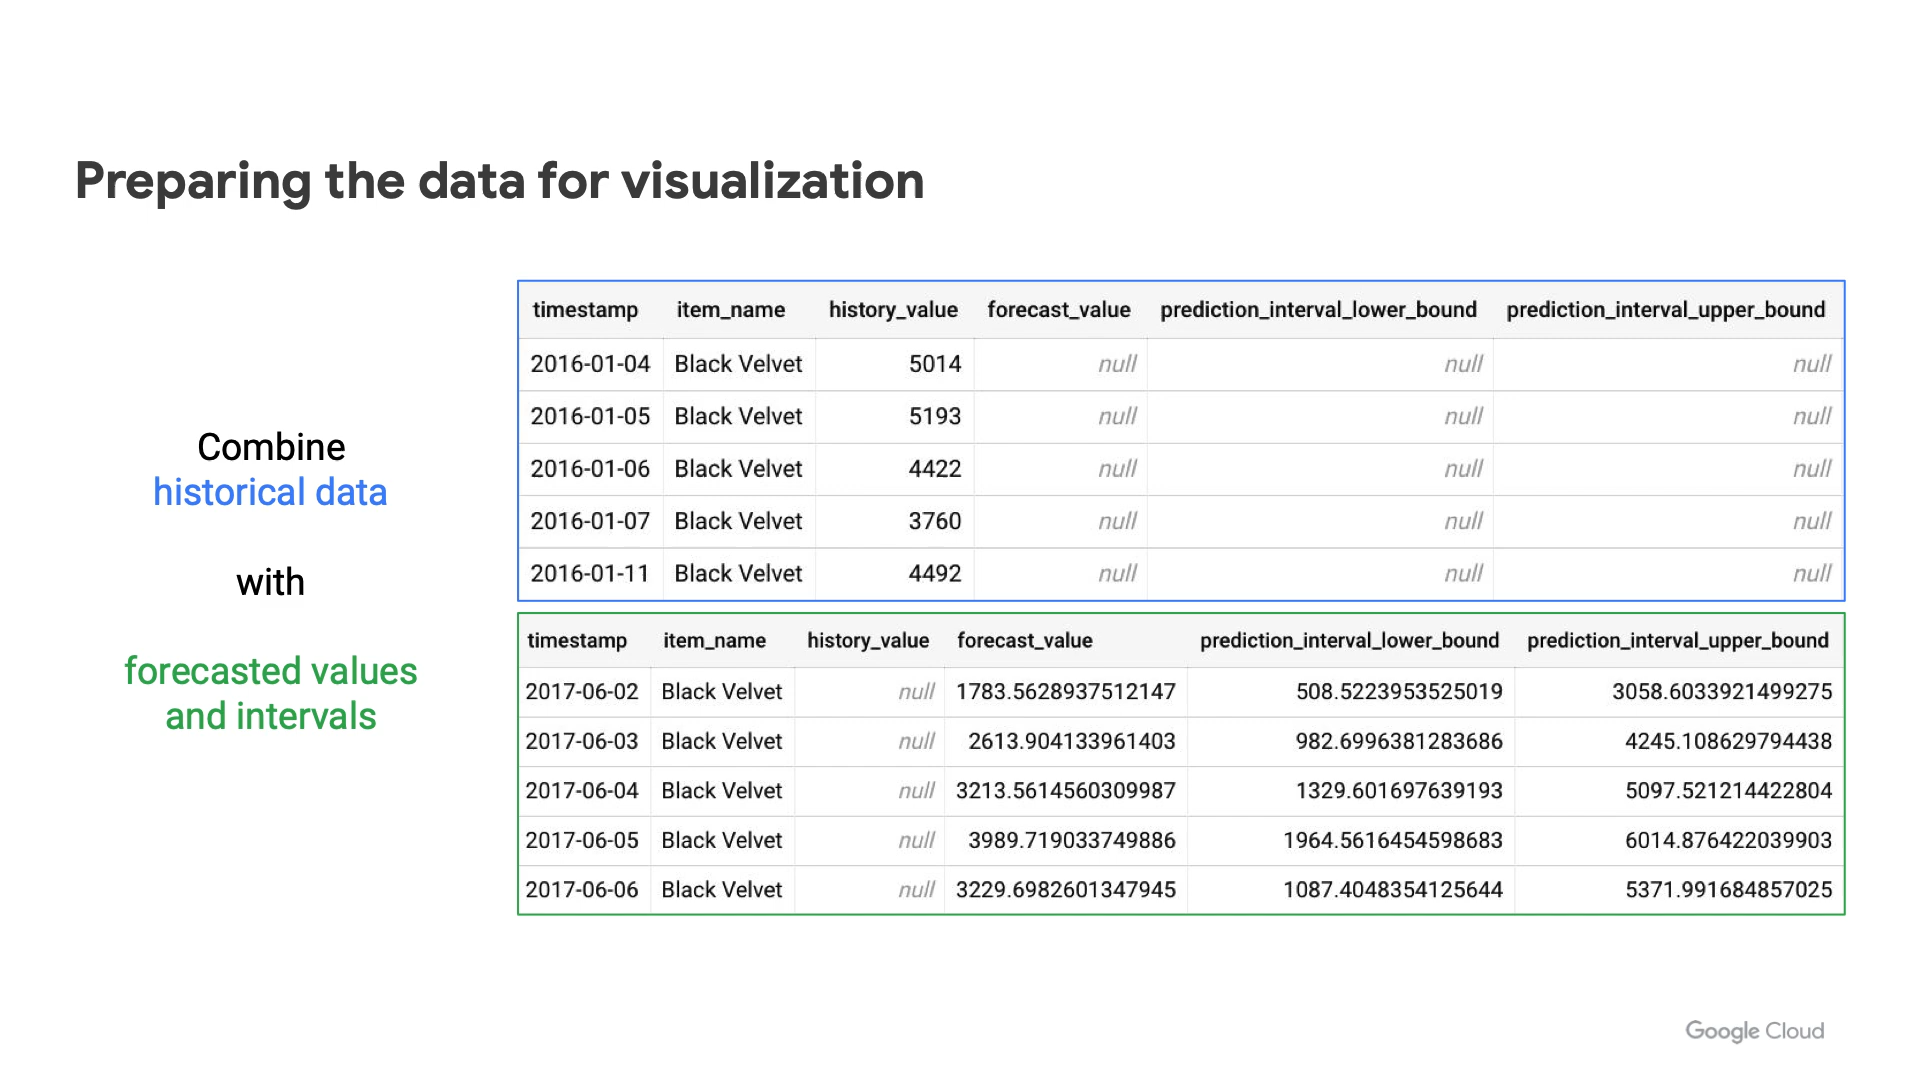 Preparing the data for visualization
Combine
historical data
with
forecasted values
and intervals
timestamp item_name history_value forecast_value prediction_interval_lower_bound prediction_interval_upper_bound
2016-01-04 Black Velvet 5014 null null null
2016-01-05 Black Velvet 5193 null null null
2016-01-06 Black Velvet 4422 null null null
2016-01-07 Black Velvet 3760 null null null
2016-01-11 Black Velvet 4492 null null null
timestamp item_name history_value forecast_value prediction_interval_lower_bound prediction_interval_upper_bound
2017-06-02 Black Velvet null 1783.5628937512147 508.5223953525019 3058.6033921499275
2017-06-03 Black Velvet null 2613.904133961403 982.6996381283686 4245.108629794438
2017-06-04 Black Velvet null 3213.5614560309987 1329.601697639193 5097.521214422804
2017-06-05 Black Velvet null 3989.719033749886 1964.5616454598683 6014.876422039903
2017-06-06 Black Velvet null 3229.6982601347945 1087.4048354125644 5371.991684857025
Google Cloud